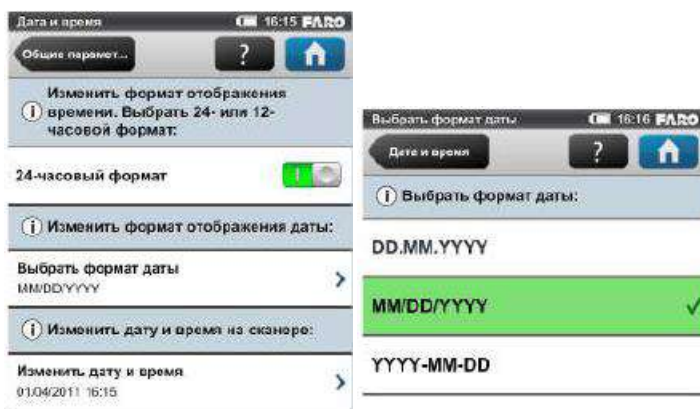 Дата и время 16:15 FARO
Общие парамет...
?
Изменить формат отображения
времени. Выбрать 24- или 12-
часовой формат:
24-часовый формат
Изменить формат отображения даты:
Выбрать формат даты
MM/DD/YYYY
Изменить дату и время на сканере:
Изменить дату и время
01/04/2011 16:15
Выбрать формат даты 16:16 FARO
Дата и время
?
Выбрать формат даты:
DD.MM.YYYY
MM/DD/YYYY
YYYY-MM-DD